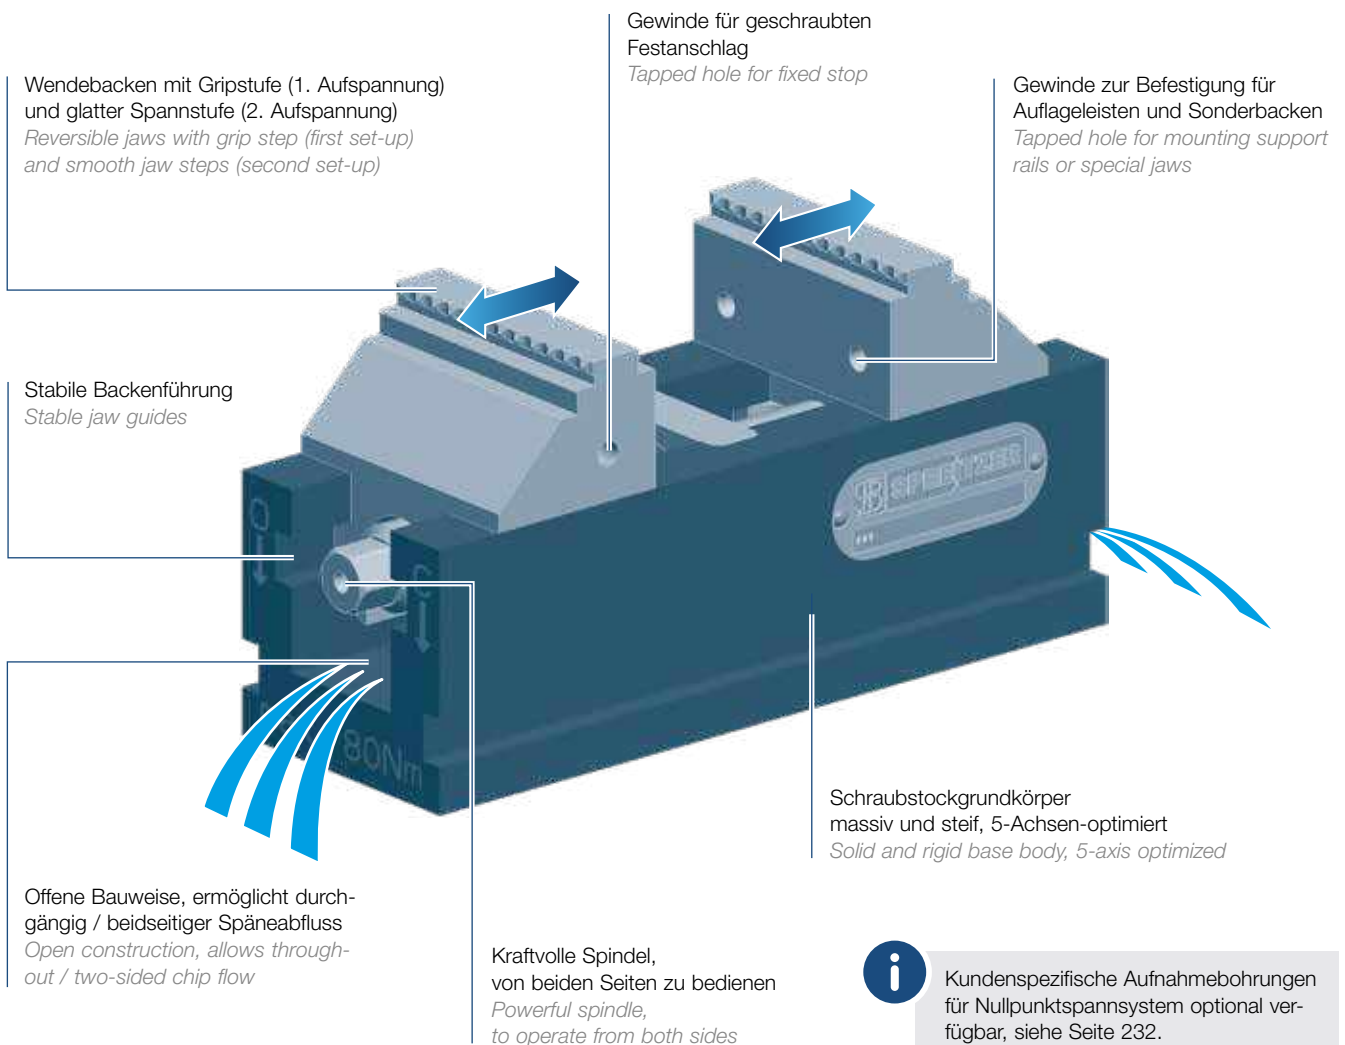 Gewinde für geschraubten
Festanschlag
Tapped hole for fixed stop
Wendebacken mit Gripstufe (1. Aufspannung)
und glatter Spannstufe (2. Aufspannung)
Reversible jaws with grip step (first set-up)
and smooth jaw steps (second set-up)
Gewinde zur Befestigung für
Auflageleisten und Sonderbacken
Tapped hole for mounting support
rails or special jaws
Stabile Backenführung
Stable jaw guides
SPREITZER
O
C
80Nm
Schraubstockgrundkörper
massiv und steif, 5-Achsen-optimiert
Solid and rigid base body, 5-axis optimized
Offene Bauweise, ermöglicht durch-
gängig / beidseitiger Späneabfluss
Open construction, allows through-
out / two-sided chip flow
Kraftvolle Spindel,
von beiden Seiten zu bedienen
Powerful spindle,
to operate from both sides
i
Kundenspezifische Aufnahmebohrungen
für Nullpunktspannsystem optional ver-
fügbar, siehe Seite 232.